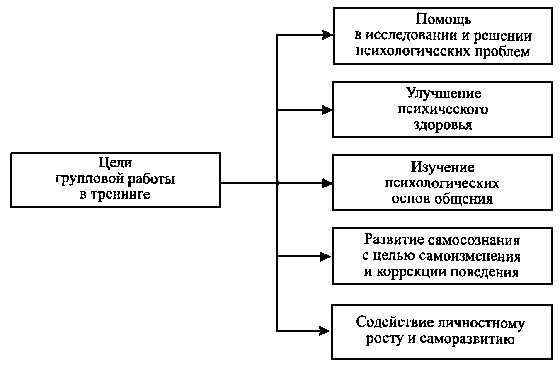 Помощь
в исследовании и решении
психологических проблем
Улучшение
психического
здоровья
Цели
групповой работы
в тренинге
Изучение
психологических
основ общения
Развитие самосознания
с целью самоизменения
и коррекции поведения
Содействие личностному
росту и саморазвитию